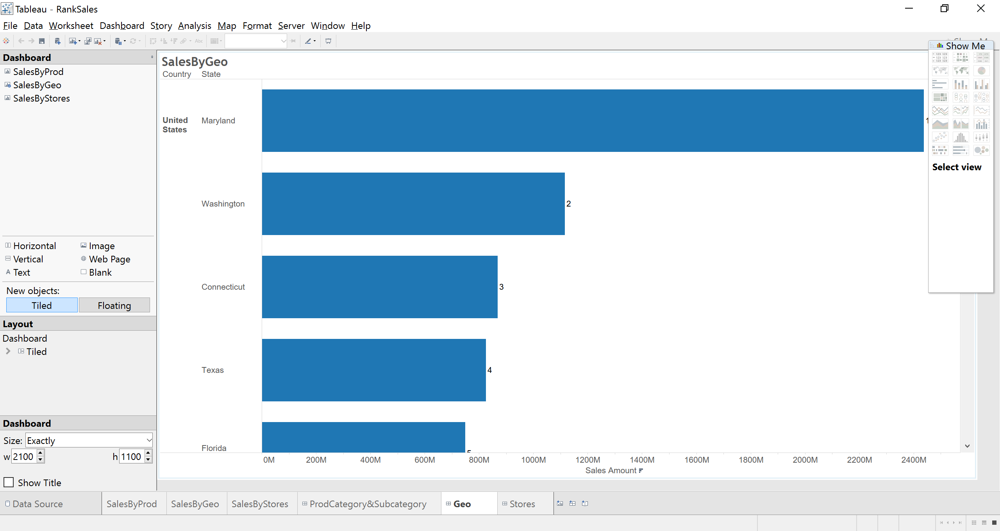 Tableau - RankSales
File Data Worksheet Dashboard Story Analysis Map Format Server Window Help
Abc
Show Me
Dashboard
SalesByProd
SalesByGeo
SalesByStores
Horizontal Image
Vertical Web Page
Text Blank
New objects:
Tiled Floating
Layout
Dashboard
Tiled
Dashboard
Size: Exactly
w 2100 h 1100
Show Title
SalesByGeo
Country State
United States
Maryland 1
Washington 2
Connecticut 3
Texas 4
Florida 5
0M 200M 400M 600M 800M 1000M 1200M 1400M 1600M 1800M 2000M 2200M 2400M
Sales Amount
Select view
Data Source SalesByProd SalesByGeo SalesByStores ProdCategory&Subcategory Geo Stores